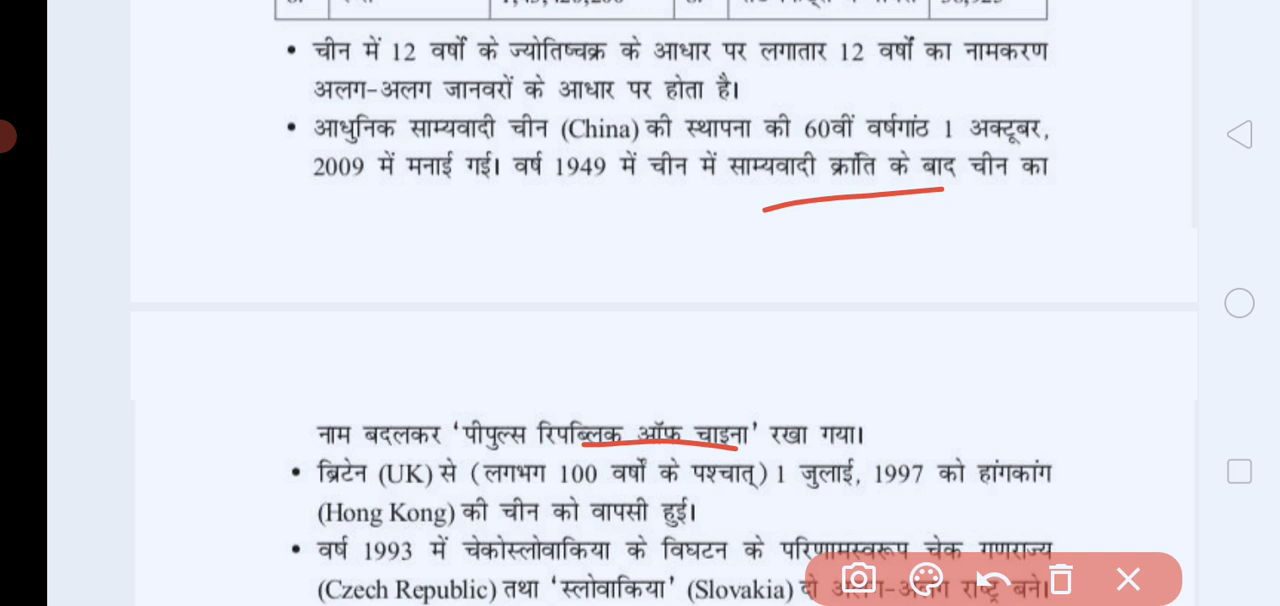 • चीन में 12 वर्षों के ज्योतिष्चक्र के आधार पर लगातार 12 वर्षों का नामकरण
अलग-अलग जानवरों के आधार पर होता है।
• आधुनिक साम्यवादी चीन (China) की स्थापना की 60वीं वर्षगांठ 1 अक्टूबर,
2009 में मनाई गई। वर्ष 1949 में चीन में साम्यवादी क्रांति के बाद चीन का
नाम बदलकर ‘पीपुल्स रिपब्लिक ऑफ चाइना’ रखा गया।
• ब्रिटेन (UK) से (लगभग 100 वर्षों के पश्चात्) 1 जुलाई, 1997 को हांगकांग
(Hong Kong) की चीन को वापसी हुई।
• वर्ष 1993 में चेकोस्लोवाकिया के विघटन के परिणामस्वरूप चेक गणराज्य
(Czech Republic) तथा ‘स्लोवाकिया’ (Slovakia) दो अलग-अलग राष्ट्र बने।